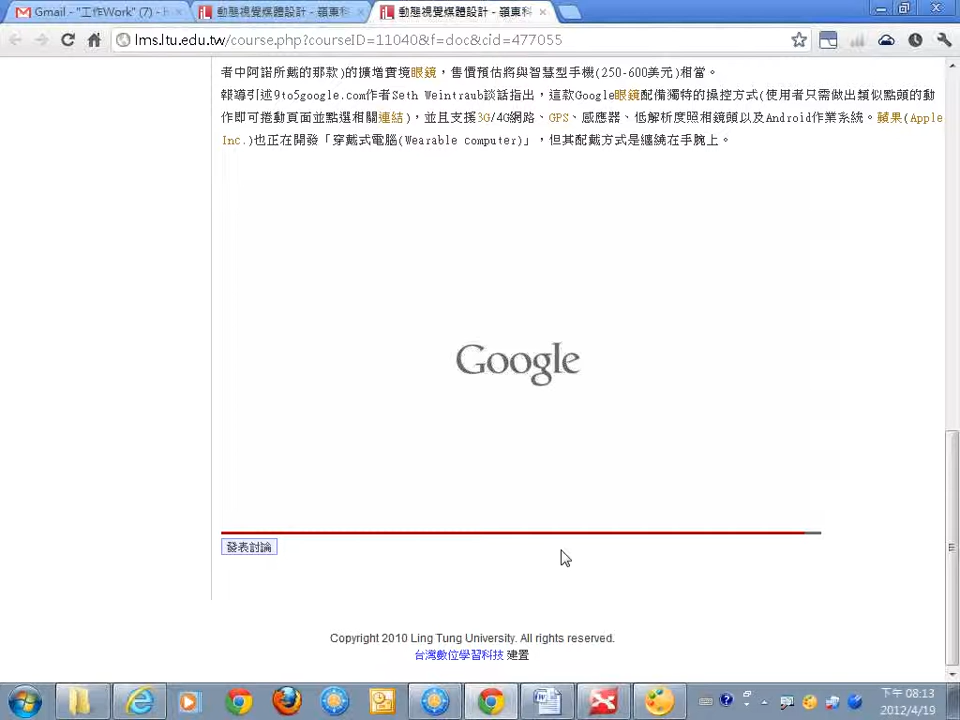 Gmail - "工作Work" (7) - h
動態視覺媒體設計 - 嶺東科
動態視覺媒體設計 - 嶺東科
lms.ltu.edu.tw/course.php?courseID=11040&f=doc&cid=477055
者中阿諾所戴的那款)的擴增實境眼鏡，售價預估將與智慧型手機(250-600美元)相當。
報導引述9to5google.com作者Seth Weintraub談話指出，這款Google眼鏡配備獨特的操控方式(使用者只需做出類似點頭的動
作即可捲動頁面並點選相關連結)，並且支援3G/4G網路、GPS、感應器、低解析度照相鏡頭以及Android作業系統。蘋果(Apple
Inc.)也正在開發「穿戴式電腦(Wearable computer)」，但其配戴方式是纏繞在手腕上。
Google
發表討論
Copyright 2010 Ling Tung University. All rights reserved.
台灣數位學習科技 建置
下午 08:13
2012/4/19